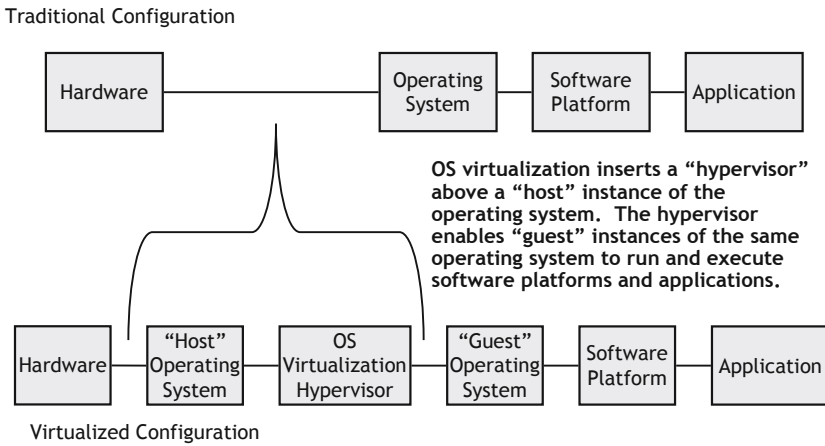 Traditional Configuration
Hardware
Operating
System
Software
Platform
Application
OS virtualization inserts a “hypervisor”
above a “host” instance of the
operating system.  The hypervisor
enables “guest” instances of the same
operating system to run and execute
software platforms and applications.
Hardware
“Host”
Operating
System
OS
Virtualization
Hypervisor
“Guest”
Operating
System
Software
Platform
Application
Virtualized Configuration